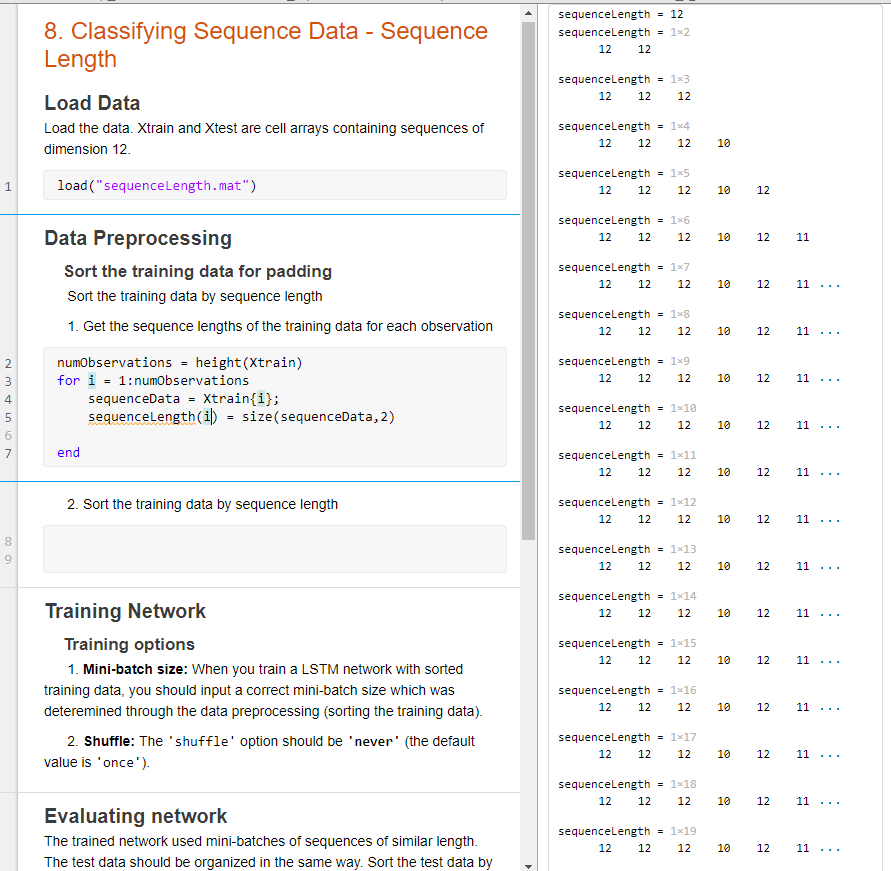 8. Classifying Sequence Data - Sequence
Length
Load Data
Load the data. Xtrain and Xtest are cell arrays containing sequences of
dimension 12.
1 load("sequenceLength.mat")
Data Preprocessing
Sort the training data for padding
Sort the training data by sequence length
1. Get the sequence lengths of the training data for each observation
2 numObservations = height(Xtrain)
3 for i = 1:numObservations
4 sequenceData = Xtrain{i};
5 sequenceLength(i) = size(sequenceData,2)
6
7 end
2. Sort the training data by sequence length
8
9
Training Network
Training options
1. Mini-batch size: When you train a LSTM network with sorted
training data, you should input a correct mini-batch size which was
deteremined through the data preprocessing (sorting the training data).
2. Shuffle: The 'shuffle' option should be 'never' (the default
value is 'once').
Evaluating network
The trained network used mini-batches of sequences of similar length.
The test data should be organized in the same way. Sort the test data by
sequenceLength = 12
sequenceLength = 1×2
12 12
sequenceLength = 1×3
12 12 12
sequenceLength = 1×4
12 12 12 10
sequenceLength = 1×5
12 12 12 10 12
sequenceLength = 1×6
12 12 12 10 12 11
sequenceLength = 1×7
12 12 12 10 12 11 ...
sequenceLength = 1×8
12 12 12 10 12 11 ...
sequenceLength = 1×9
12 12 12 10 12 11 ...
sequenceLength = 1×10
12 12 12 10 12 11 ...
sequenceLength = 1×11
12 12 12 10 12 11 ...
sequenceLength = 1×12
12 12 12 10 12 11 ...
sequenceLength = 1×13
12 12 12 10 12 11 ...
sequenceLength = 1×14
12 12 12 10 12 11 ...
sequenceLength = 1×15
12 12 12 10 12 11 ...
sequenceLength = 1×16
12 12 12 10 12 11 ...
sequenceLength = 1×17
12 12 12 10 12 11 ...
sequenceLength = 1×18
12 12 12 10 12 11 ...
sequenceLength = 1×19
12 12 12 10 12 11 ...